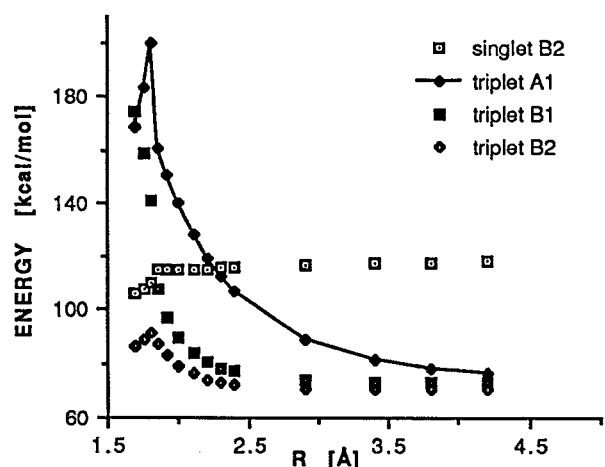 singlet B2
triplet A1
triplet B1
triplet B2
ENERGY [kcal/mol]
180
140
100
60
1.5
2.5
3.5
4.5
R [Å]